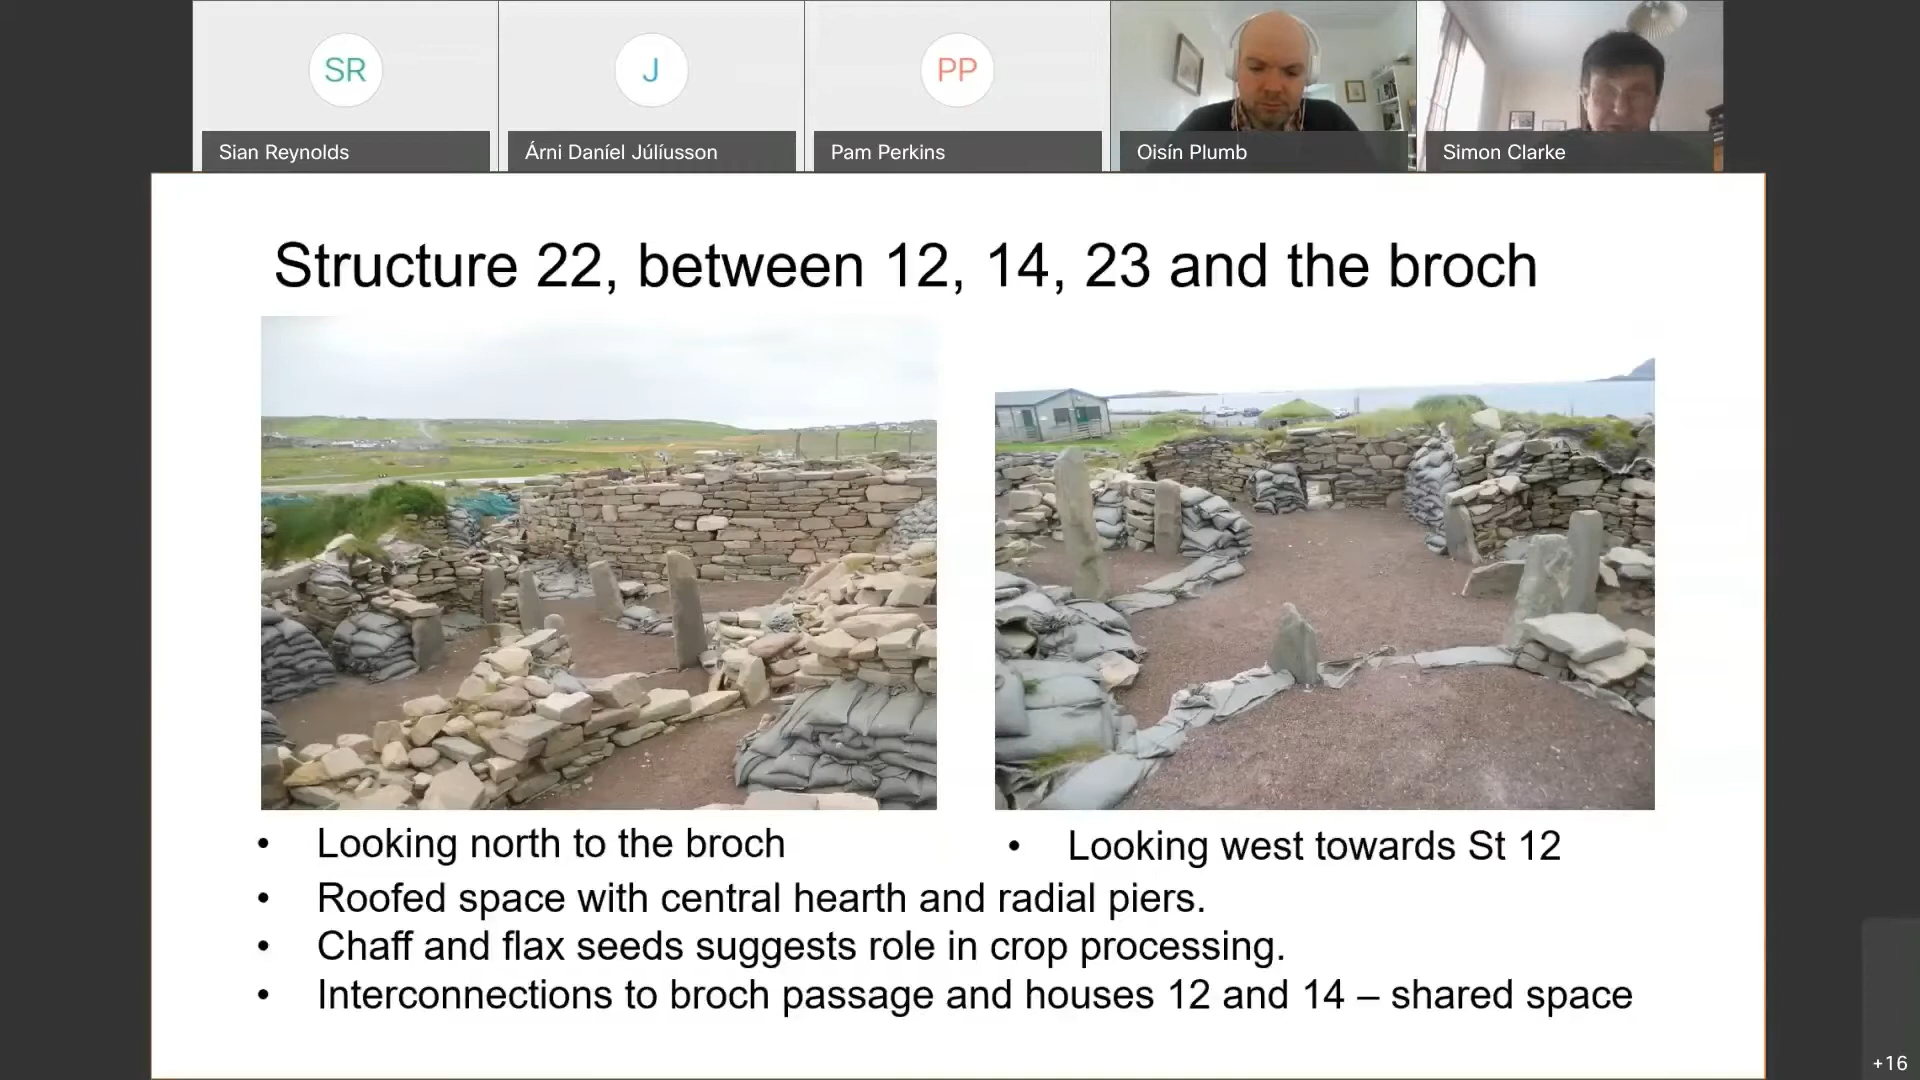 SR
J
PP
Sian Reynolds
Árni Daníel Júlíusson
Pam Perkins
Oisín Plumb
Simon Clarke
Structure 22, between 12, 14, 23 and the broch
• Looking north to the broch
• Looking west towards St 12
• Roofed space with central hearth and radial piers.
• Chaff and flax seeds suggests role in crop processing.
• Interconnections to broch passage and houses 12 and 14 – shared space
+16